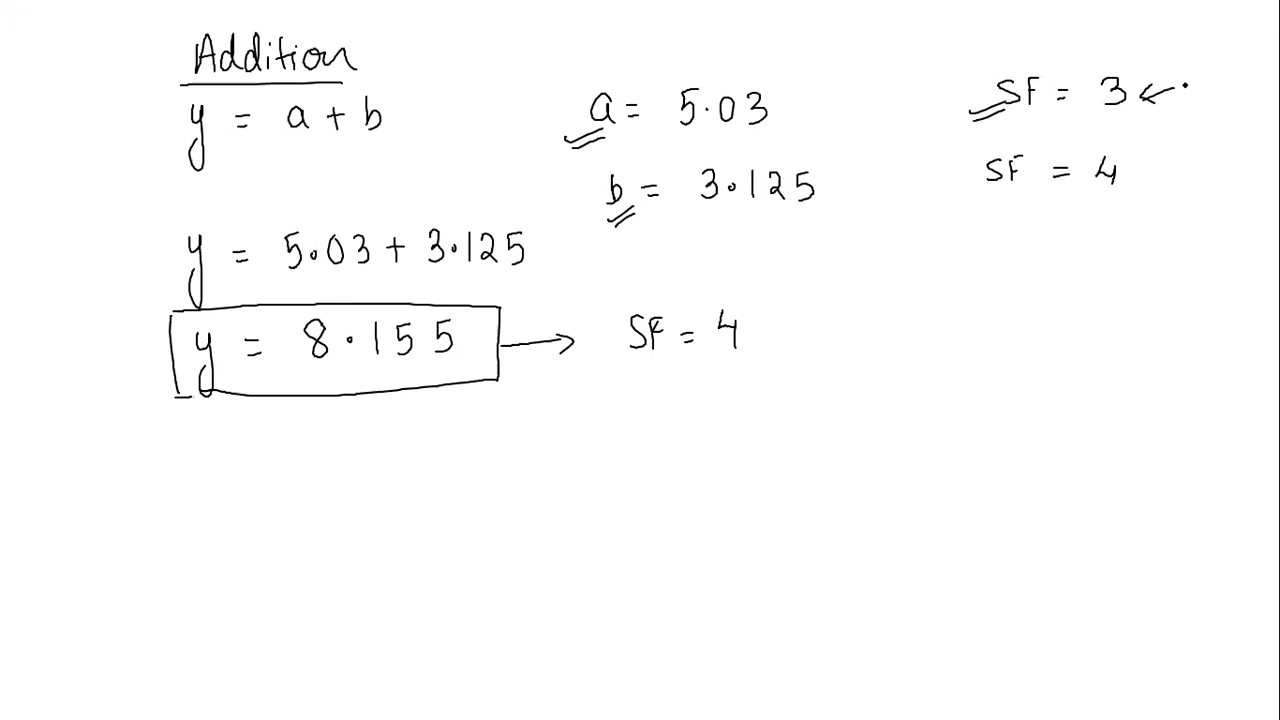 Addition
y = a + b
a = 5.03
SF = 3
b = 3.125
SF = 4
y = 5.03 + 3.125
y = 8.155
SF = 4